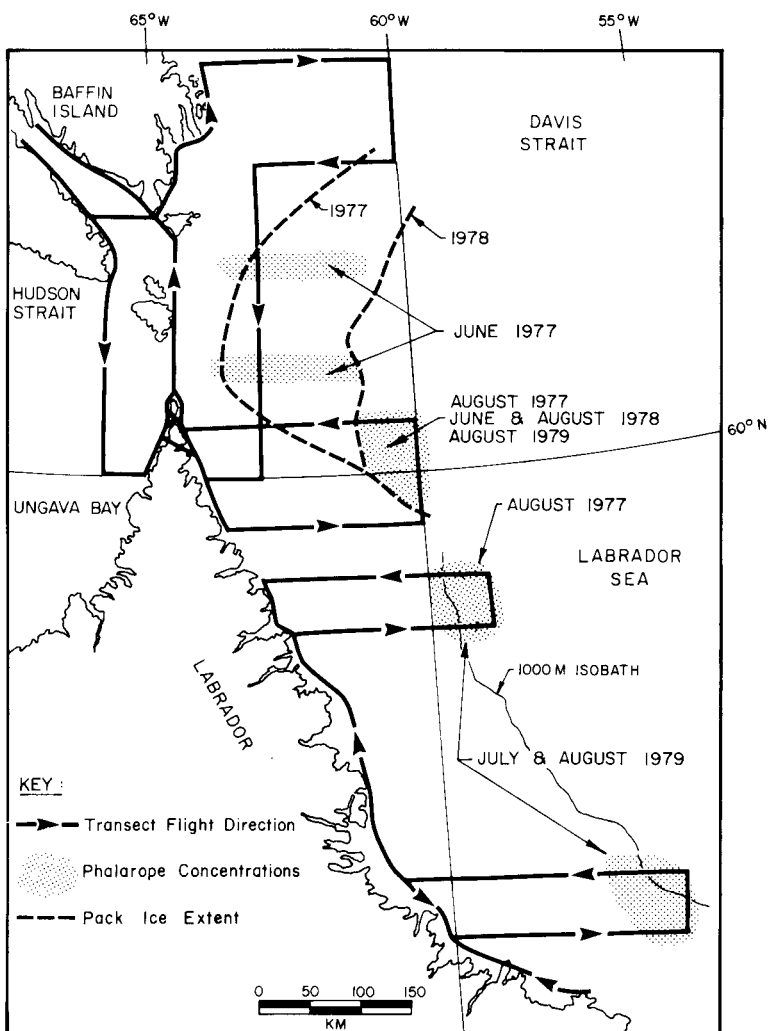 65°W
60°W
55°W
BAFFIN
ISLAND
DAVIS
STRAIT
1977
1978
HUDSON
STRAIT
JUNE 1977
AUGUST 1977
JUNE & AUGUST 1978
AUGUST 1979
60°N
UNGAVA BAY
AUGUST 1977
LABRADOR
SEA
1000 M ISOBATH
LABRADOR
JULY & AUGUST 1979
KEY :
Transect Flight Direction
Phalarope Concentrations
Pack Ice Extent
0 50 100 150
KM